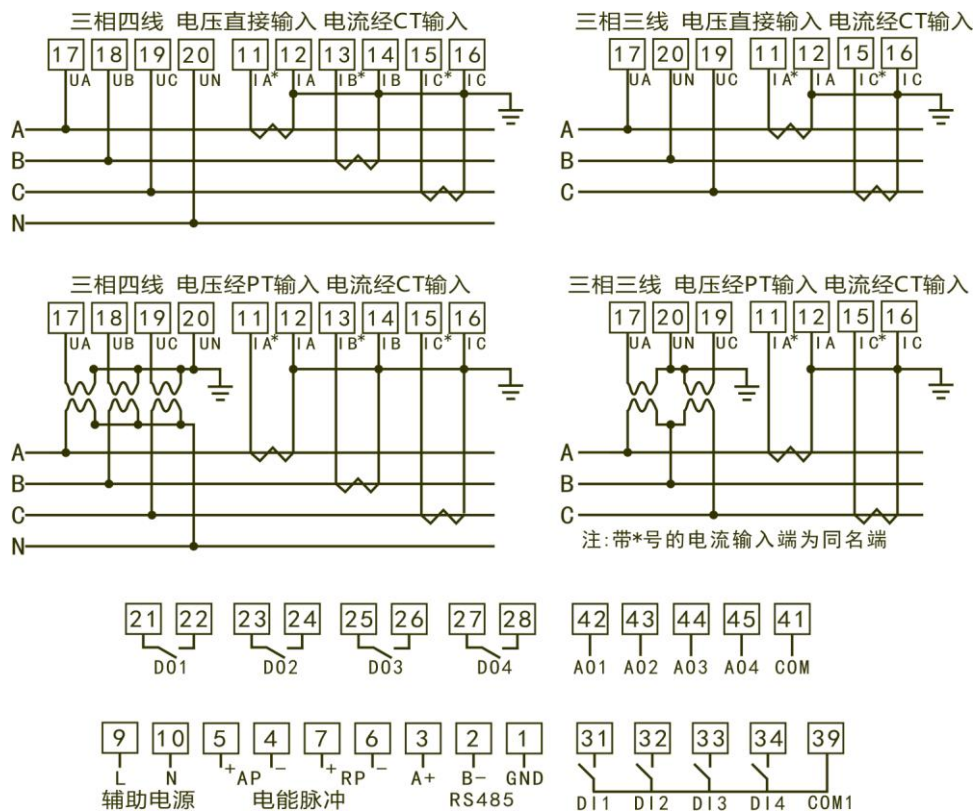 三相四线 电压直接输入 电流经CT输入
17 18 19 20 11 12 13 14 15 16
UA UB UC UN IA* IA IB* IB IC* IC
A
B
C
N
三相三线 电压直接输入 电流经CT输入
17 20 19 11 12 15 16
UA UN UC IA* IA IC* IC
A
B
C
三相四线 电压经PT输入 电流经CT输入
17 18 19 20 11 12 13 14 15 16
UA UB UC UN IA* IA IB* IB IC* IC
A
B
C
N
三相三线 电压经PT输入 电流经CT输入
17 20 19 11 12 15 16
UA UN UC IA* IA IC* IC
A
B
C
注:带*号的电流输入端为同名端
21 22 23 24 25 26 27 28 42 43 44 45 41
DO1 DO2 DO3 DO4 AO1 AO2 AO3 AO4 COM
9 10 5 4 7 6 3 2 1 31 32 33 34 39
L N + AP - + RP - A+ B- GND
辅助电源 电能脉冲 RS485 DI1 DI2 DI3 DI4 COM1